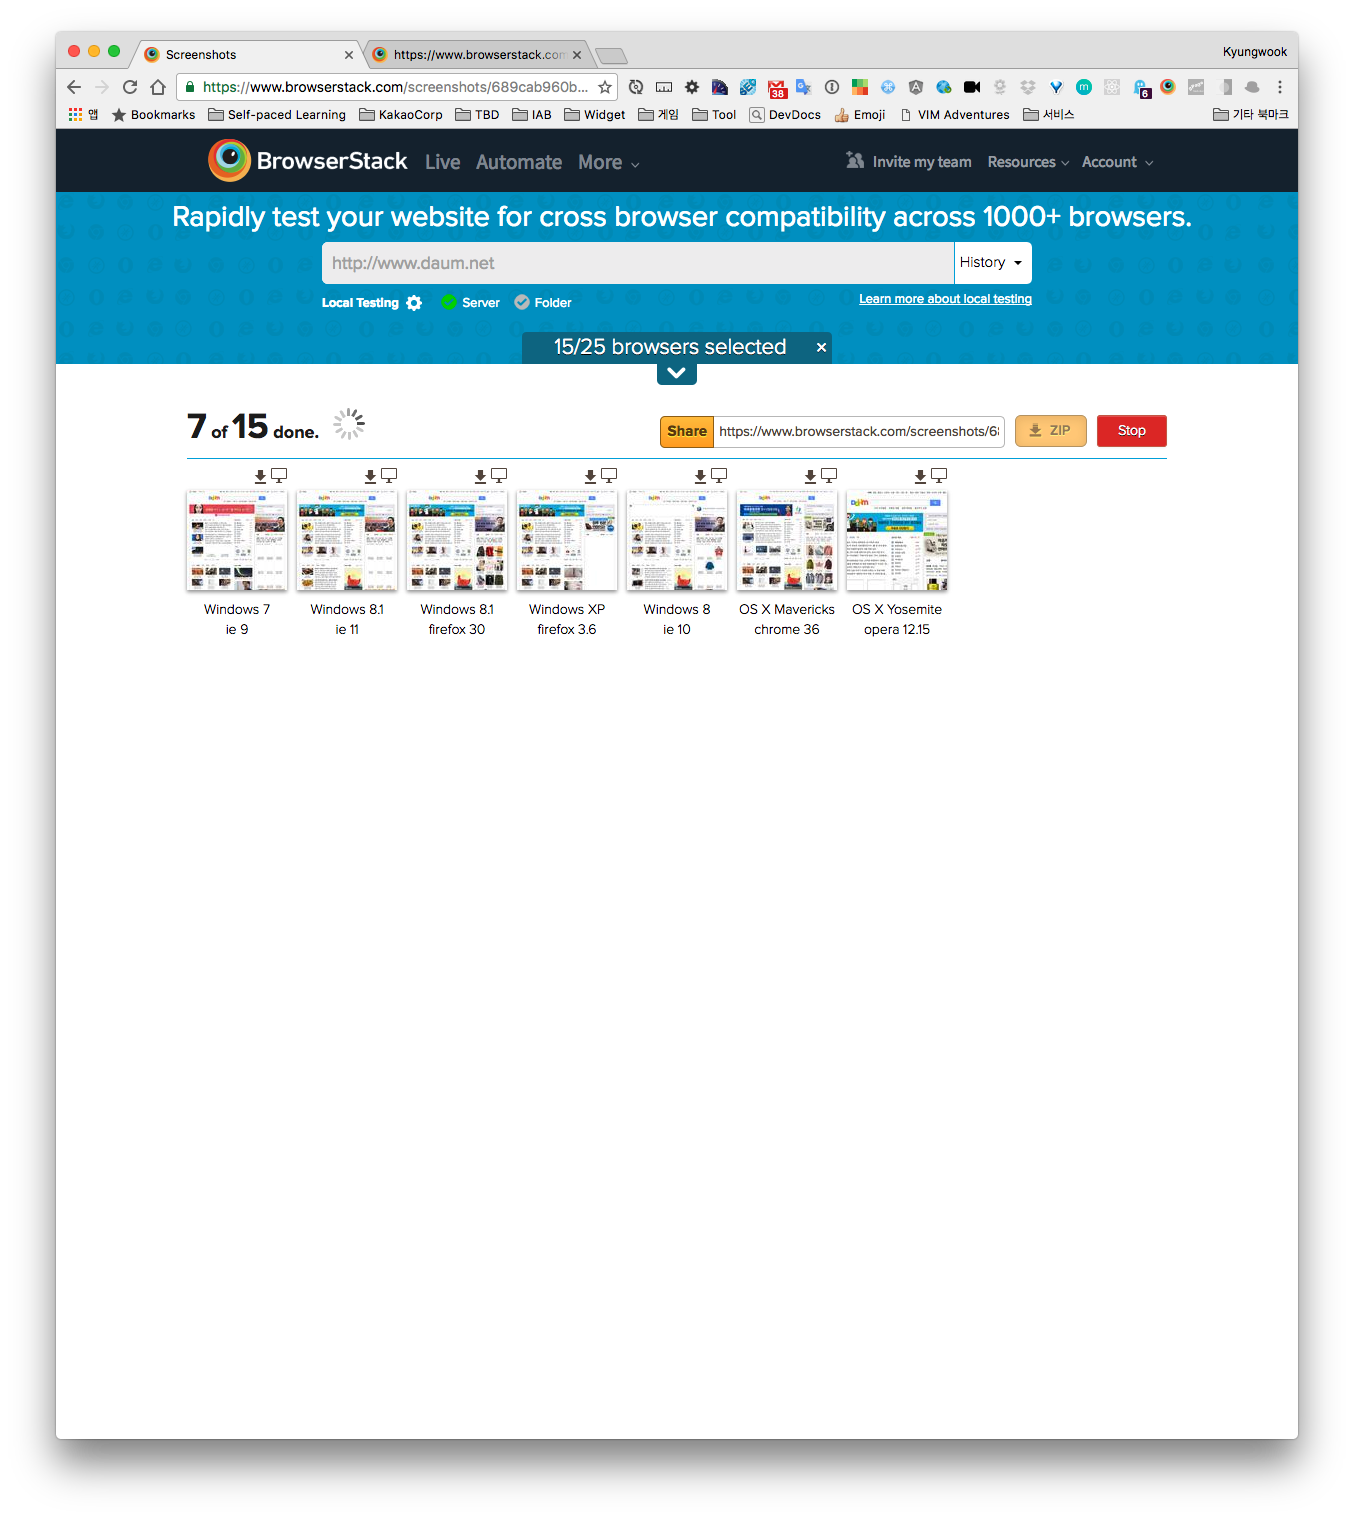 Screenshots
https://www.browserstack.com
Kyungwook
https://www.browserstack.com/screenshots/689cab960b...
38
6
앱 Bookmarks Self-paced Learning KakaoCorp TBD IAB Widget 게임 Tool DevDocs Emoji VIM Adventures 서비스 기타 북마크
BrowserStack Live Automate More Invite my team Resources Account
Rapidly test your website for cross browser compatibility across 1000+ browsers.
http://www.daum.net History
Local Testing Server Folder Learn more about local testing
15/25 browsers selected ×
7 of 15 done. Share https://www.browserstack.com/screenshots/68 ZIP Stop
Windows 7 Windows 8.1 Windows 8.1 Windows XP Windows 8 OS X Mavericks OS X Yosemite
ie 9 ie 11 firefox 30 firefox 3.6 ie 10 chrome 36 opera 12.15